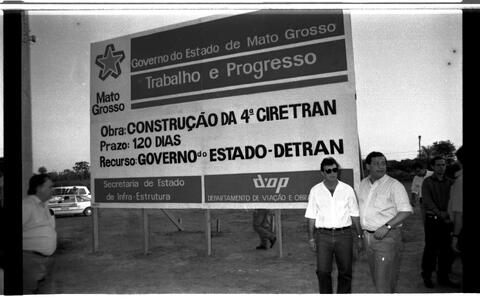 Governo do Estado de Mato Grosso
Trabalho e Progresso
Mato
Grosso
Obra: CONSTRUÇÃO DA 4ª CIRETRAN
Prazo: 120 DIAS
Recurso: GOVERNO do ESTADO-DETRAN
Secretaria de Estado
de Infra-Estrutura
dvop
DEPARTAMENTO DE VIAÇÃO E OBRAS